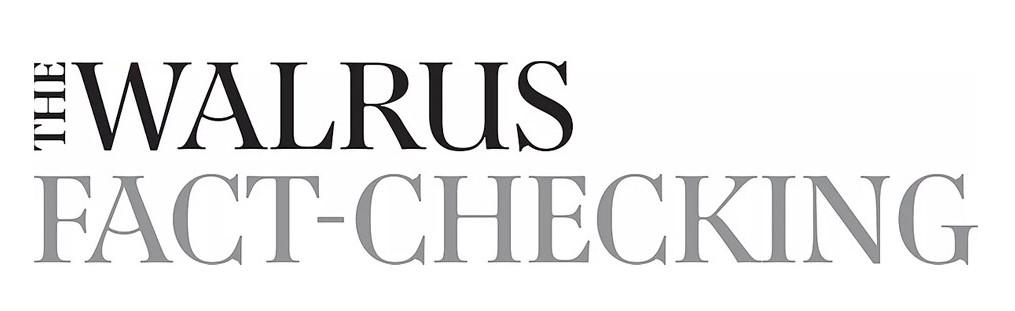 THE WALRUS
FACT-CHECKING